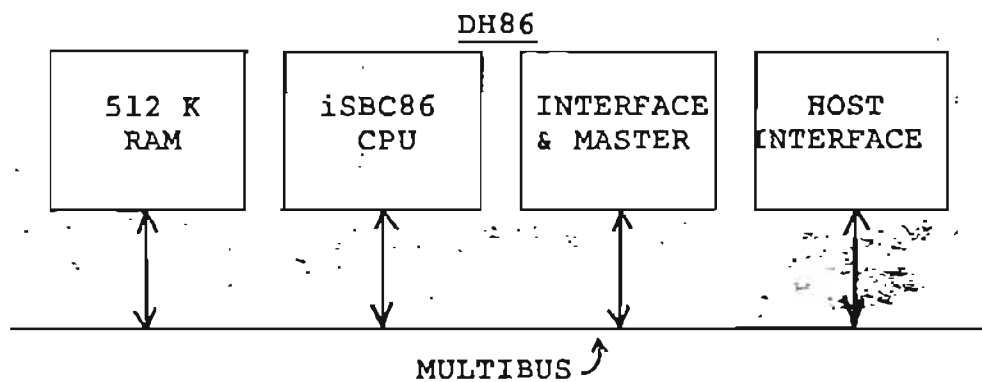 DH86
512 K
RAM
iSBC86
CPU
INTERFACE
& MASTER
HOST
INTERFACE
MULTIBUS